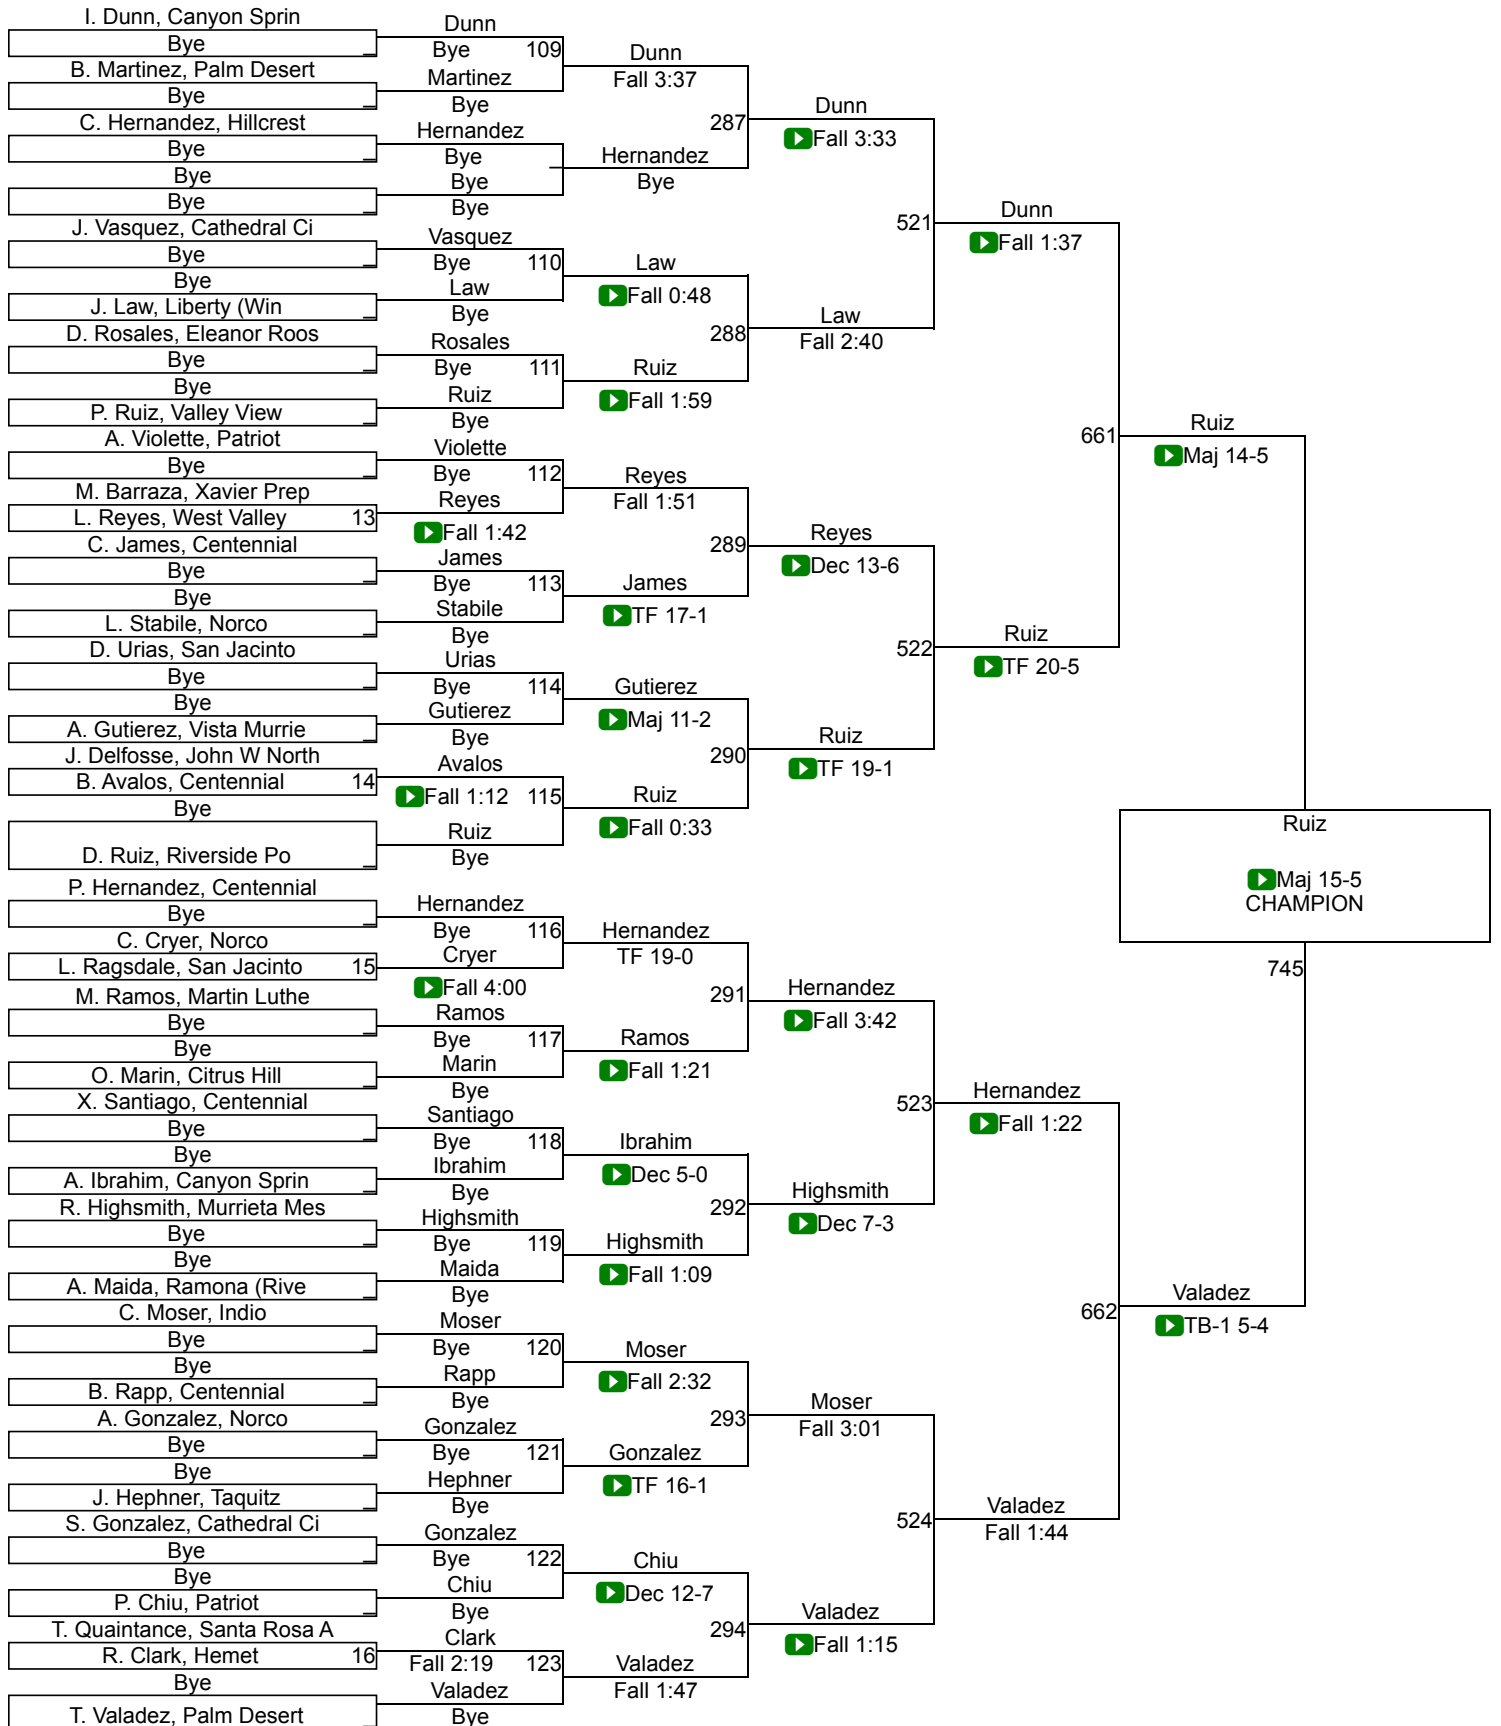 I. Dunn, Canyon Sprin
Bye
B. Martinez, Palm Desert
Bye
C. Hernandez, Hillcrest
Bye
Bye
Bye
J. Vasquez, Cathedral Ci
Bye
Bye
J. Law, Liberty (Win
D. Rosales, Eleanor Roos
Bye
Bye
P. Ruiz, Valley View
A. Violette, Patriot
Bye
M. Barraza, Xavier Prep
L. Reyes, West Valley 13
C. James, Centennial
Bye
Bye
L. Stabile, Norco
D. Urias, San Jacinto
Bye
Bye
A. Gutierez, Vista Murrie
J. Delfosse, John W North
B. Avalos, Centennial 14
Bye
D. Ruiz, Riverside Po
P. Hernandez, Centennial
Bye
C. Cryer, Norco
L. Ragsdale, San Jacinto 15
M. Ramos, Martin Luthe
Bye
Bye
O. Marin, Citrus Hill
X. Santiago, Centennial
Bye
Bye
A. Ibrahim, Canyon Sprin
R. Highsmith, Murrieta Mes
Bye
Bye
A. Maida, Ramona (Rive
C. Moser, Indio
Bye
Bye
B. Rapp, Centennial
A. Gonzalez, Norco
Bye
Bye
J. Hephner, Taquitz
S. Gonzalez, Cathedral Ci
Bye
Bye
P. Chiu, Patriot
T. Quaintance, Santa Rosa A
R. Clark, Hemet 16
Bye
T. Valadez, Palm Desert
Dunn
Bye 109
Martinez
Bye
Hernandez
Bye
Bye
Bye
Vasquez
Bye 110
Law
Bye
Rosales
Bye 111
Ruiz
Bye
Violette
Bye 112
Reyes
Fall 1:42
James
Bye 113
Stabile
Bye
Urias
Bye 114
Gutierez
Bye
Avalos
Fall 1:12 115
Ruiz
Bye
Hernandez
Bye 116
Cryer
Fall 4:00
Ramos
Bye 117
Marin
Bye
Santiago
Bye 118
Ibrahim
Bye
Highsmith
Bye 119
Maida
Bye
Moser
Bye 120
Rapp
Bye
Gonzalez
Bye 121
Hephner
Bye
Gonzalez
Bye 122
Chiu
Bye
Clark
Fall 2:19 123
Valadez
Bye
Dunn
Fall 3:37
287
Hernandez
Bye
Law
Fall 0:48
288
Ruiz
Fall 1:59
Reyes
Fall 1:51
289
James
TF 17-1
Gutierez
Maj 11-2
290
Ruiz
Fall 0:33
Hernandez
TF 19-0
291
Ramos
Fall 1:21
Ibrahim
Dec 5-0
292
Highsmith
Fall 1:09
Moser
Fall 2:32
293
Gonzalez
TF 16-1
Chiu
Dec 12-7
294
Valadez
Fall 1:47
Dunn
Fall 3:33
521
Law
Fall 2:40
Reyes
Dec 13-6
522
Ruiz
TF 19-1
Hernandez
Fall 3:42
523
Highsmith
Dec 7-3
Moser
Fall 3:01
524
Valadez
Fall 1:15
Dunn
Fall 1:37
661
Ruiz
TF 20-5
Hernandez
Fall 1:22
662
Valadez
Fall 1:44
Ruiz
Maj 14-5
Valadez
TB-1 5-4
Ruiz
Maj 15-5
CHAMPION
745